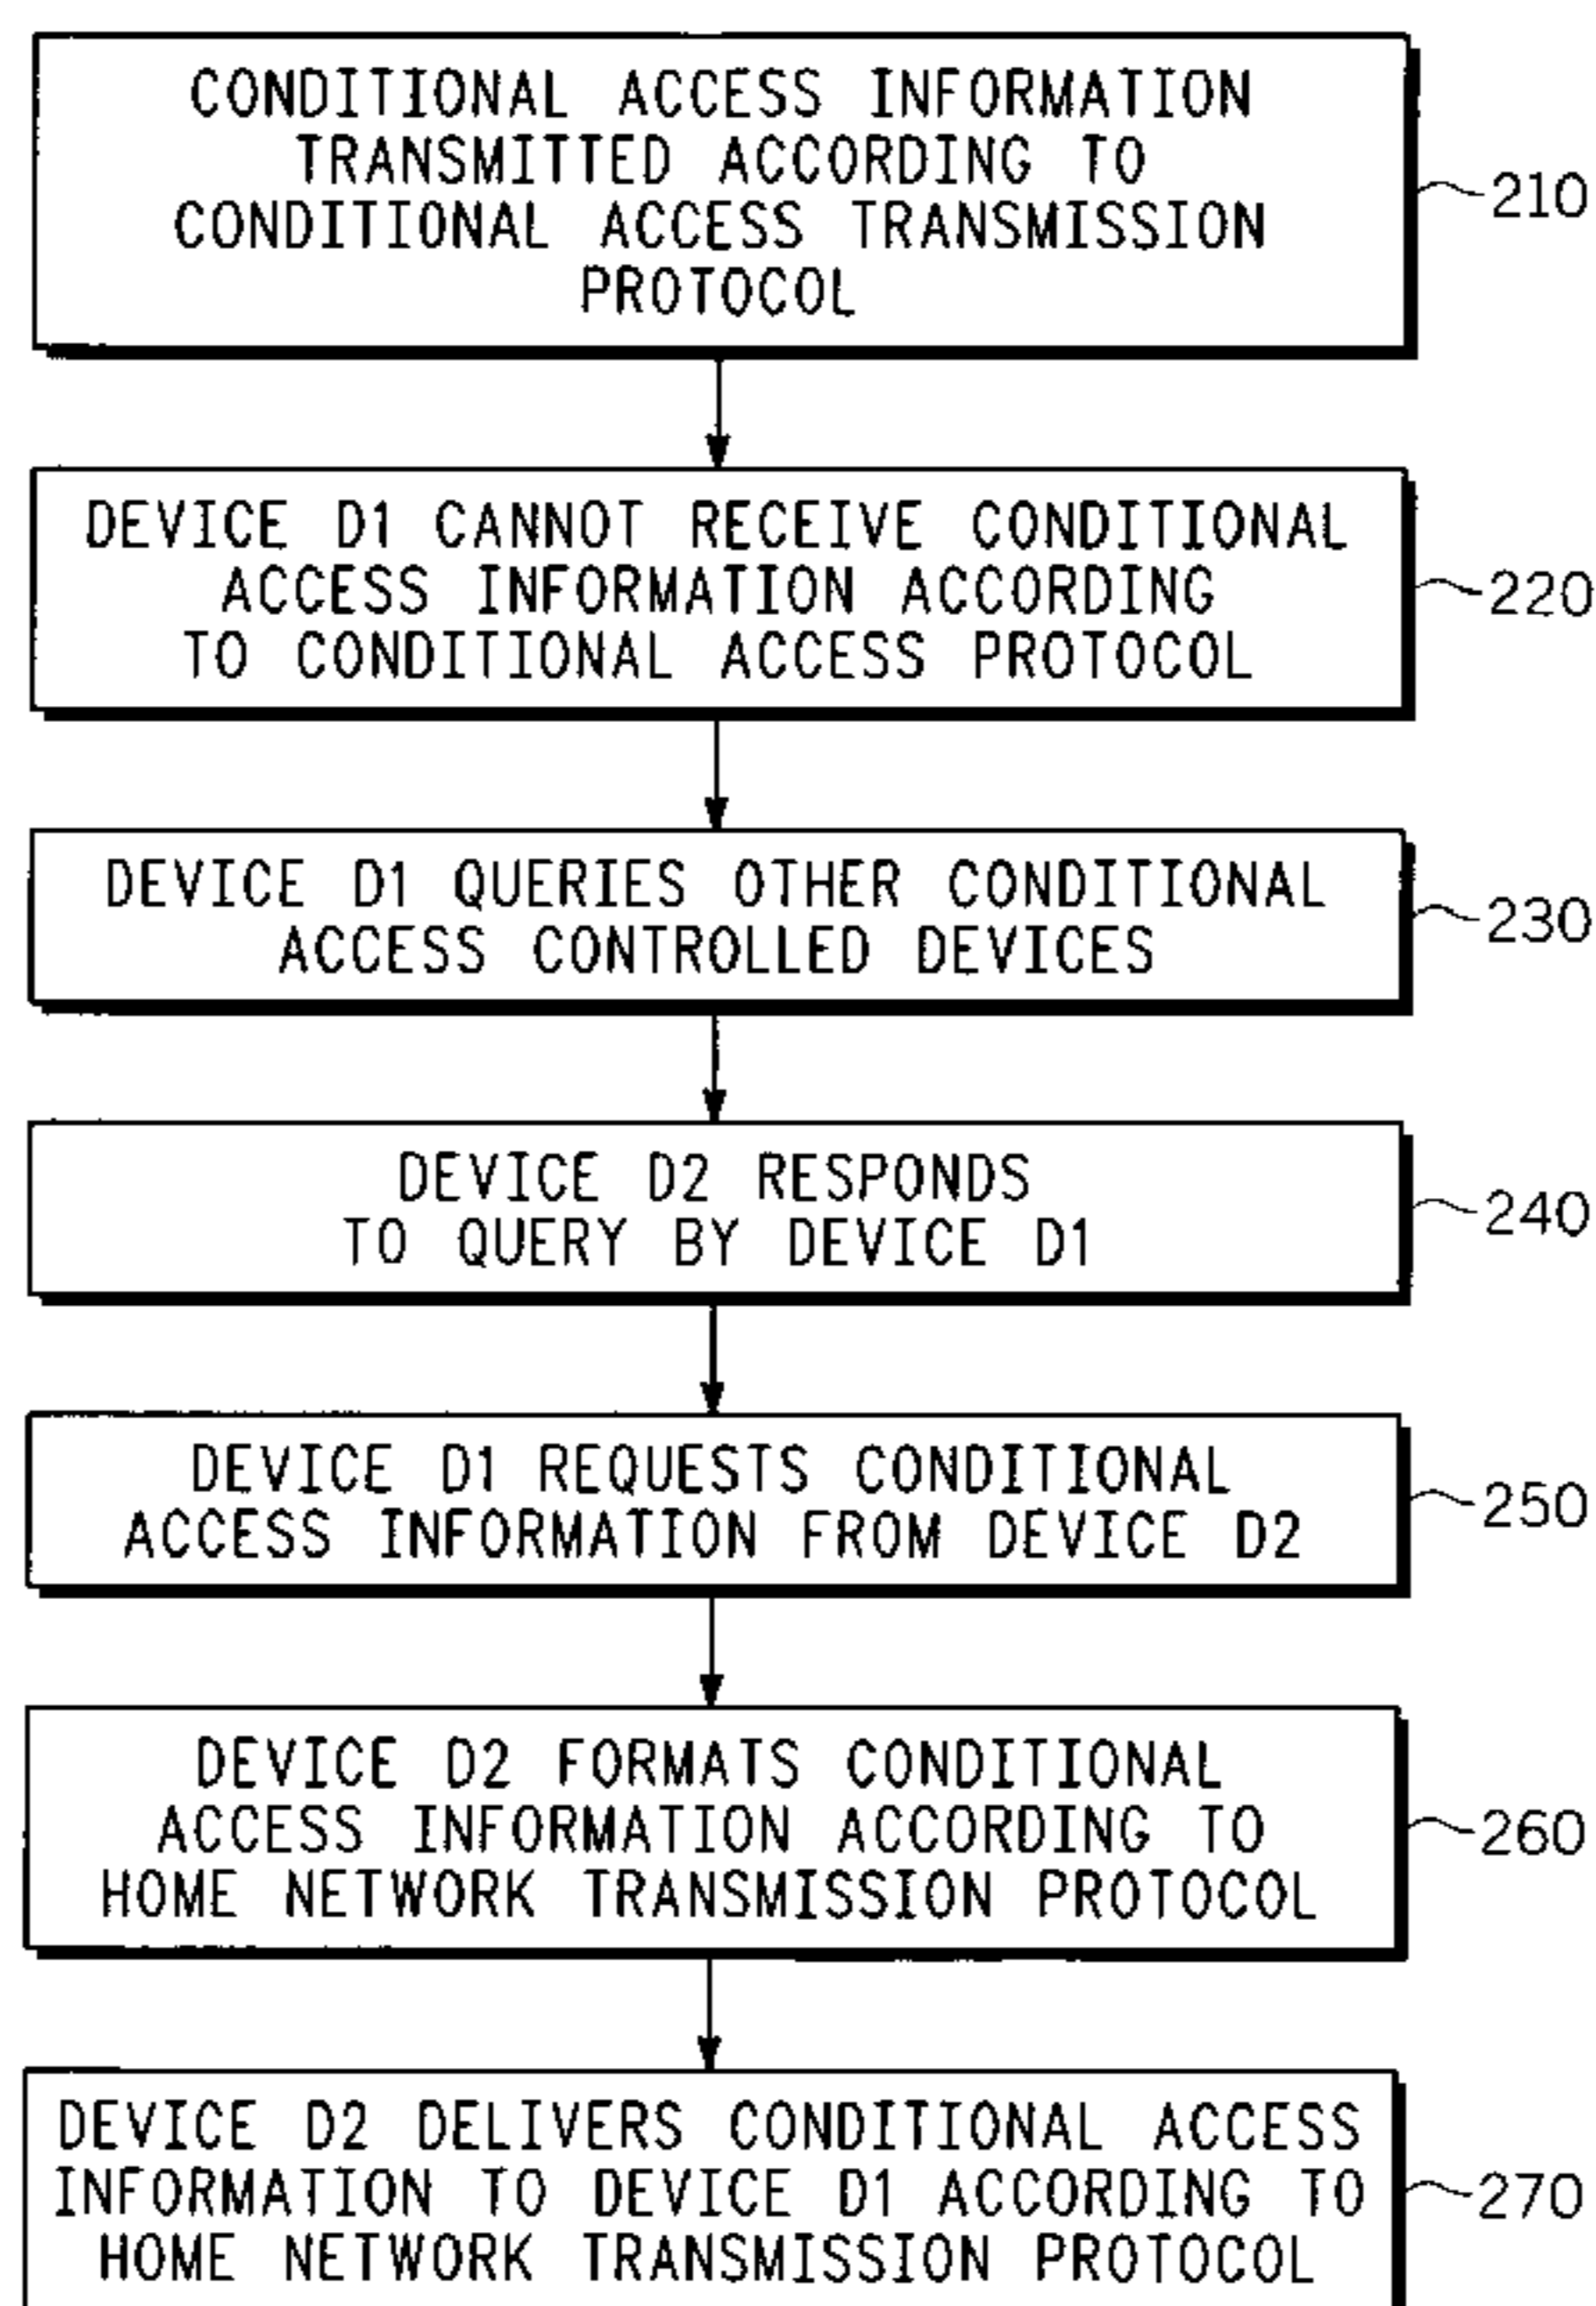 CONDITIONAL ACCESS INFORMATION
TRANSMITTED ACCORDING TO
CONDITIONAL ACCESS TRANSMISSION
PROTOCOL
210
DEVICE D1 CANNOT RECEIVE CONDITIONAL
ACCESS INFORMATION ACCORDING
TO CONDITIONAL ACCESS PROTOCOL
220
DEVICE D1 QUERIES OTHER CONDITIONAL
ACCESS CONTROLLED DEVICES
230
DEVICE D2 RESPONDS
TO QUERY BY DEVICE D1
240
DEVICE D1 REQUESTS CONDITIONAL
ACCESS INFORMATION FROM DEVICE D2
250
DEVICE D2 FORMATS CONDITIONAL
ACCESS INFORMATION ACCORDING TO
HOME NETWORK TRANSMISSION PROTOCOL
260
DEVICE D2 DELIVERS CONDITIONAL ACCESS
INFORMATION TO DEVICE D1 ACCORDING TO
HOME NETWORK TRANSMISSION PROTOCOL
270